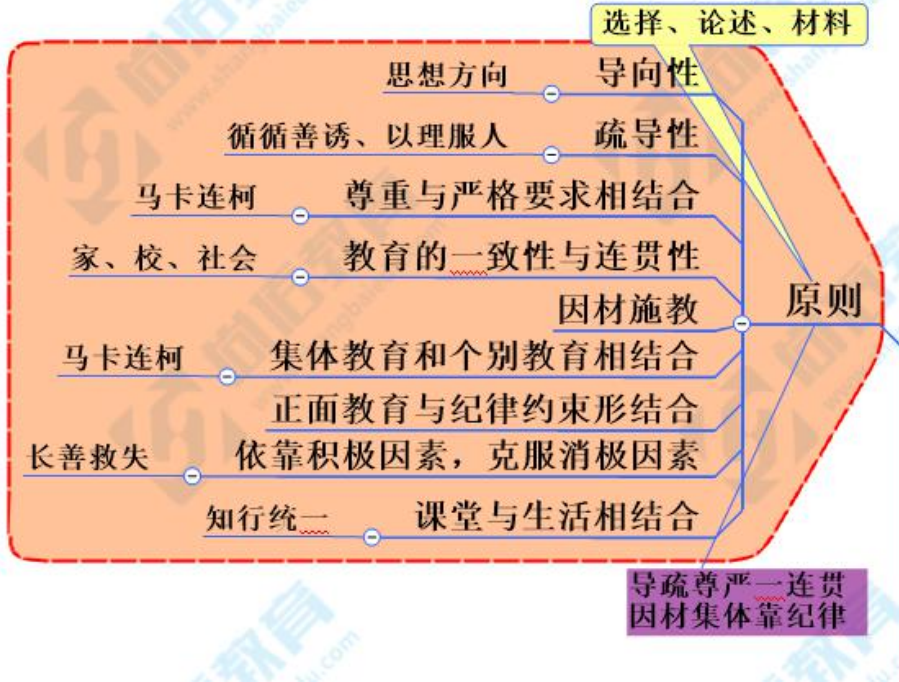 选择、论述、材料
思想方向 导向性
循循善诱、以理服人 疏导性
马卡连柯 尊重与严格要求相结合
家、校、社会 教育的一致性与连贯性
原则
因材施教
马卡连柯 集体教育和个别教育相结合
正面教育与纪律约束形结合
长善救失 依靠积极因素，克服消极因素
知行统一 课堂与生活相结合
导疏尊严一连贯
因材集体靠纪律